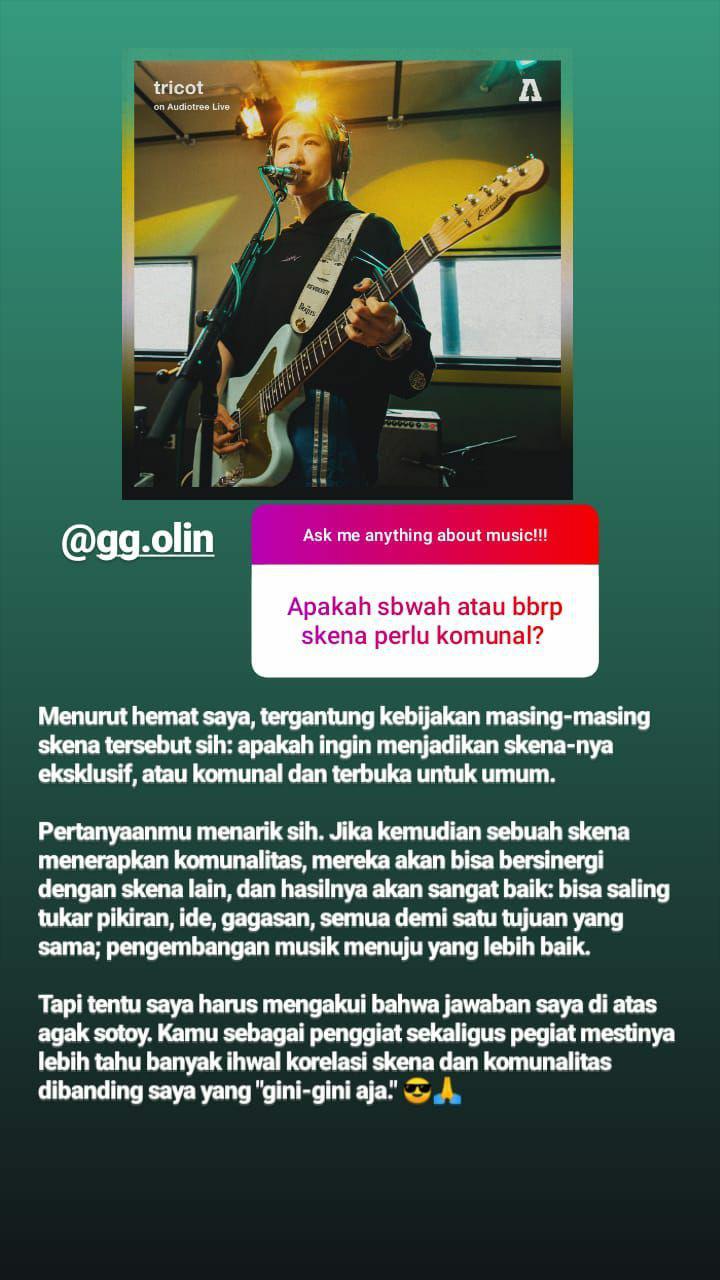 tricot
on Audiotree Live
REVOLVER
The Beatles
@gg.olin
Ask me anything about music!!!
Apakah sbwah atau bbrp
skena perlu komunal?
Menurut hemat saya, tergantung kebijakan masing-masing
skena tersebut sih: apakah ingin menjadikan skena-nya
eksklusif, atau komunal dan terbuka untuk umum.
Pertanyaanmu menarik sih. Jika kemudian sebuah skena
menerapkan komunalitas, mereka akan bisa bersinergi
dengan skena lain, dan hasilnya akan sangat baik: bisa saling
tukar pikiran, ide, gagasan, semua demi satu tujuan yang
sama; pengembangan musik menuju yang lebih baik.
Tapi tentu saya harus mengakui bahwa jawaban saya di atas
agak sotoy. Kamu sebagai penggiat sekaligus pegiat mestinya
lebih tahu banyak ihwal korelasi skena dan komunalitas
dibanding saya yang "gini-gini aja." 😎🙏